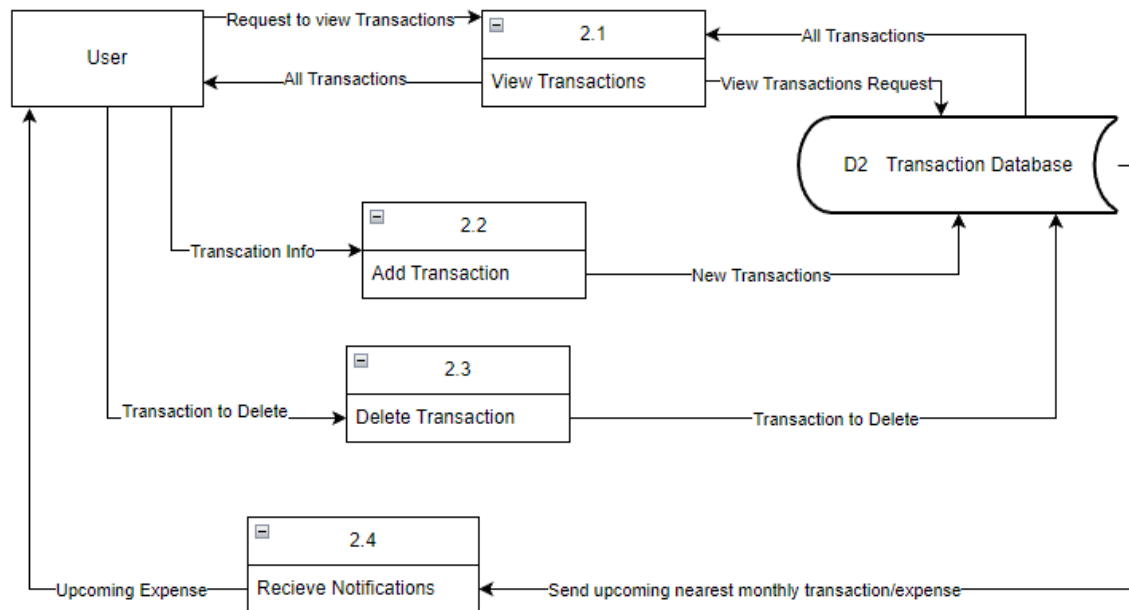 Request to view Transactions
2.1
All Transactions
User
All Transactions
View Transactions
View Transactions Request
D2 Transaction Database
2.2
Transcation Info
Add Transaction
New Transactions
2.3
Transaction to Delete
Delete Transaction
Transaction to Delete
2.4
Upcoming Expense
Recieve Notifications
Send upcoming nearest monthly transaction/expense